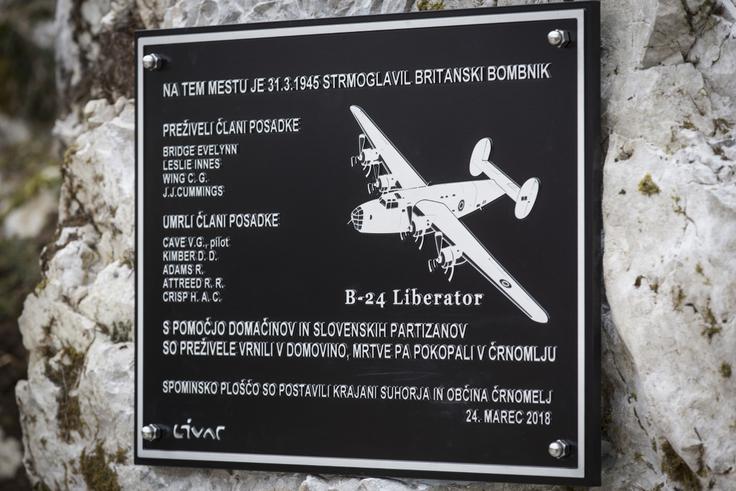 NA TEM MESTU JE 31.3.1945 STRMOGLAVIL BRITANSKI BOMBNIK
PREŽIVELI ČLANI POSADKE
BRIDGE EVELYNN
LESLIE INNES
WING C. G.
J.J.CUMMINGS
UMRLI ČLANI POSADKE
CAVE V.G., pilot
KIMBER D. D.
ADAMS R.
ATTREED R. R.
CRISP H. A. C.
B-24 Liberator
S POMOČJO DOMAČINOV IN SLOVENSKIH PARTIZANOV
SO PREŽIVELE VRNILI V DOMOVINO, MRTVE PA POKOPALI V ČRNOMLJU
SPOMINSKO PLOŠČO SO POSTAVILI KRAJANI SUHORJA IN OBČINA ČRNOMELJ
24. MAREC 2018
Livar